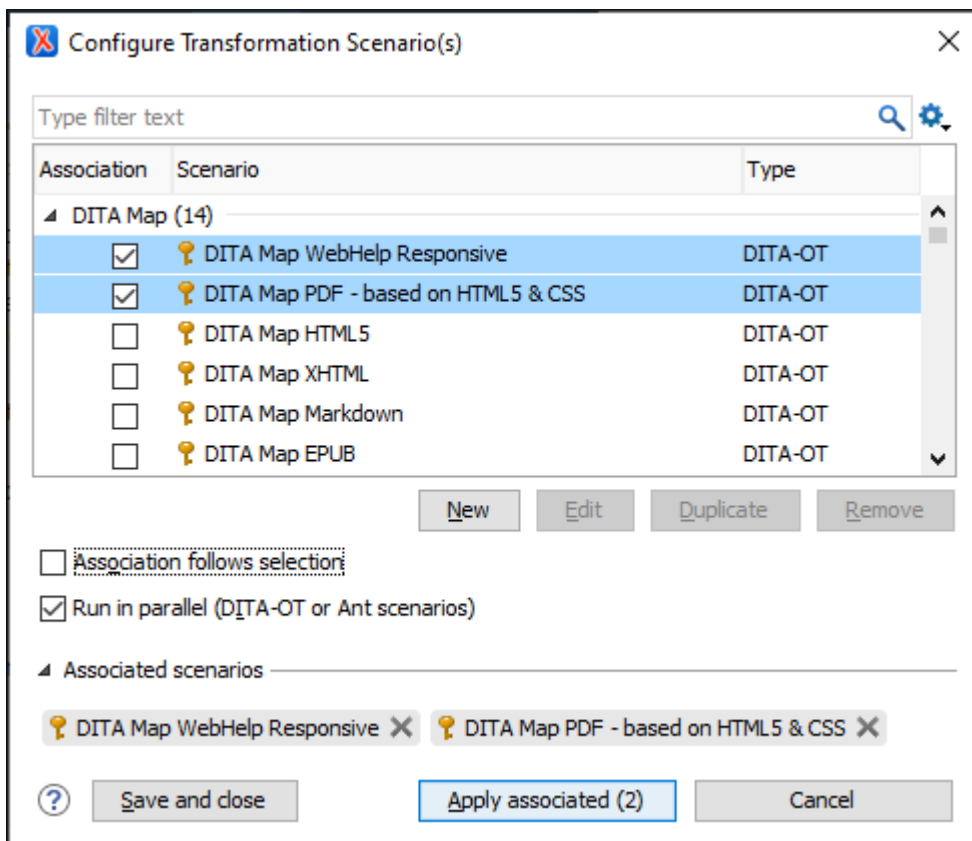 Configure Transformation Scenario(s)
Type filter text
Association Scenario Type
DITA Map (14)
DITA Map WebHelp Responsive DITA-OT
DITA Map PDF - based on HTML5 & CSS DITA-OT
DITA Map HTML5 DITA-OT
DITA Map XHTML DITA-OT
DITA Map Markdown DITA-OT
DITA Map EPUB DITA-OT
New Edit Duplicate Remove
Association follows selection
Run in parallel (DITA-OT or Ant scenarios)
Associated scenarios
DITA Map WebHelp Responsive DITA Map PDF - based on HTML5 & CSS
? Save and close Apply associated (2) Cancel